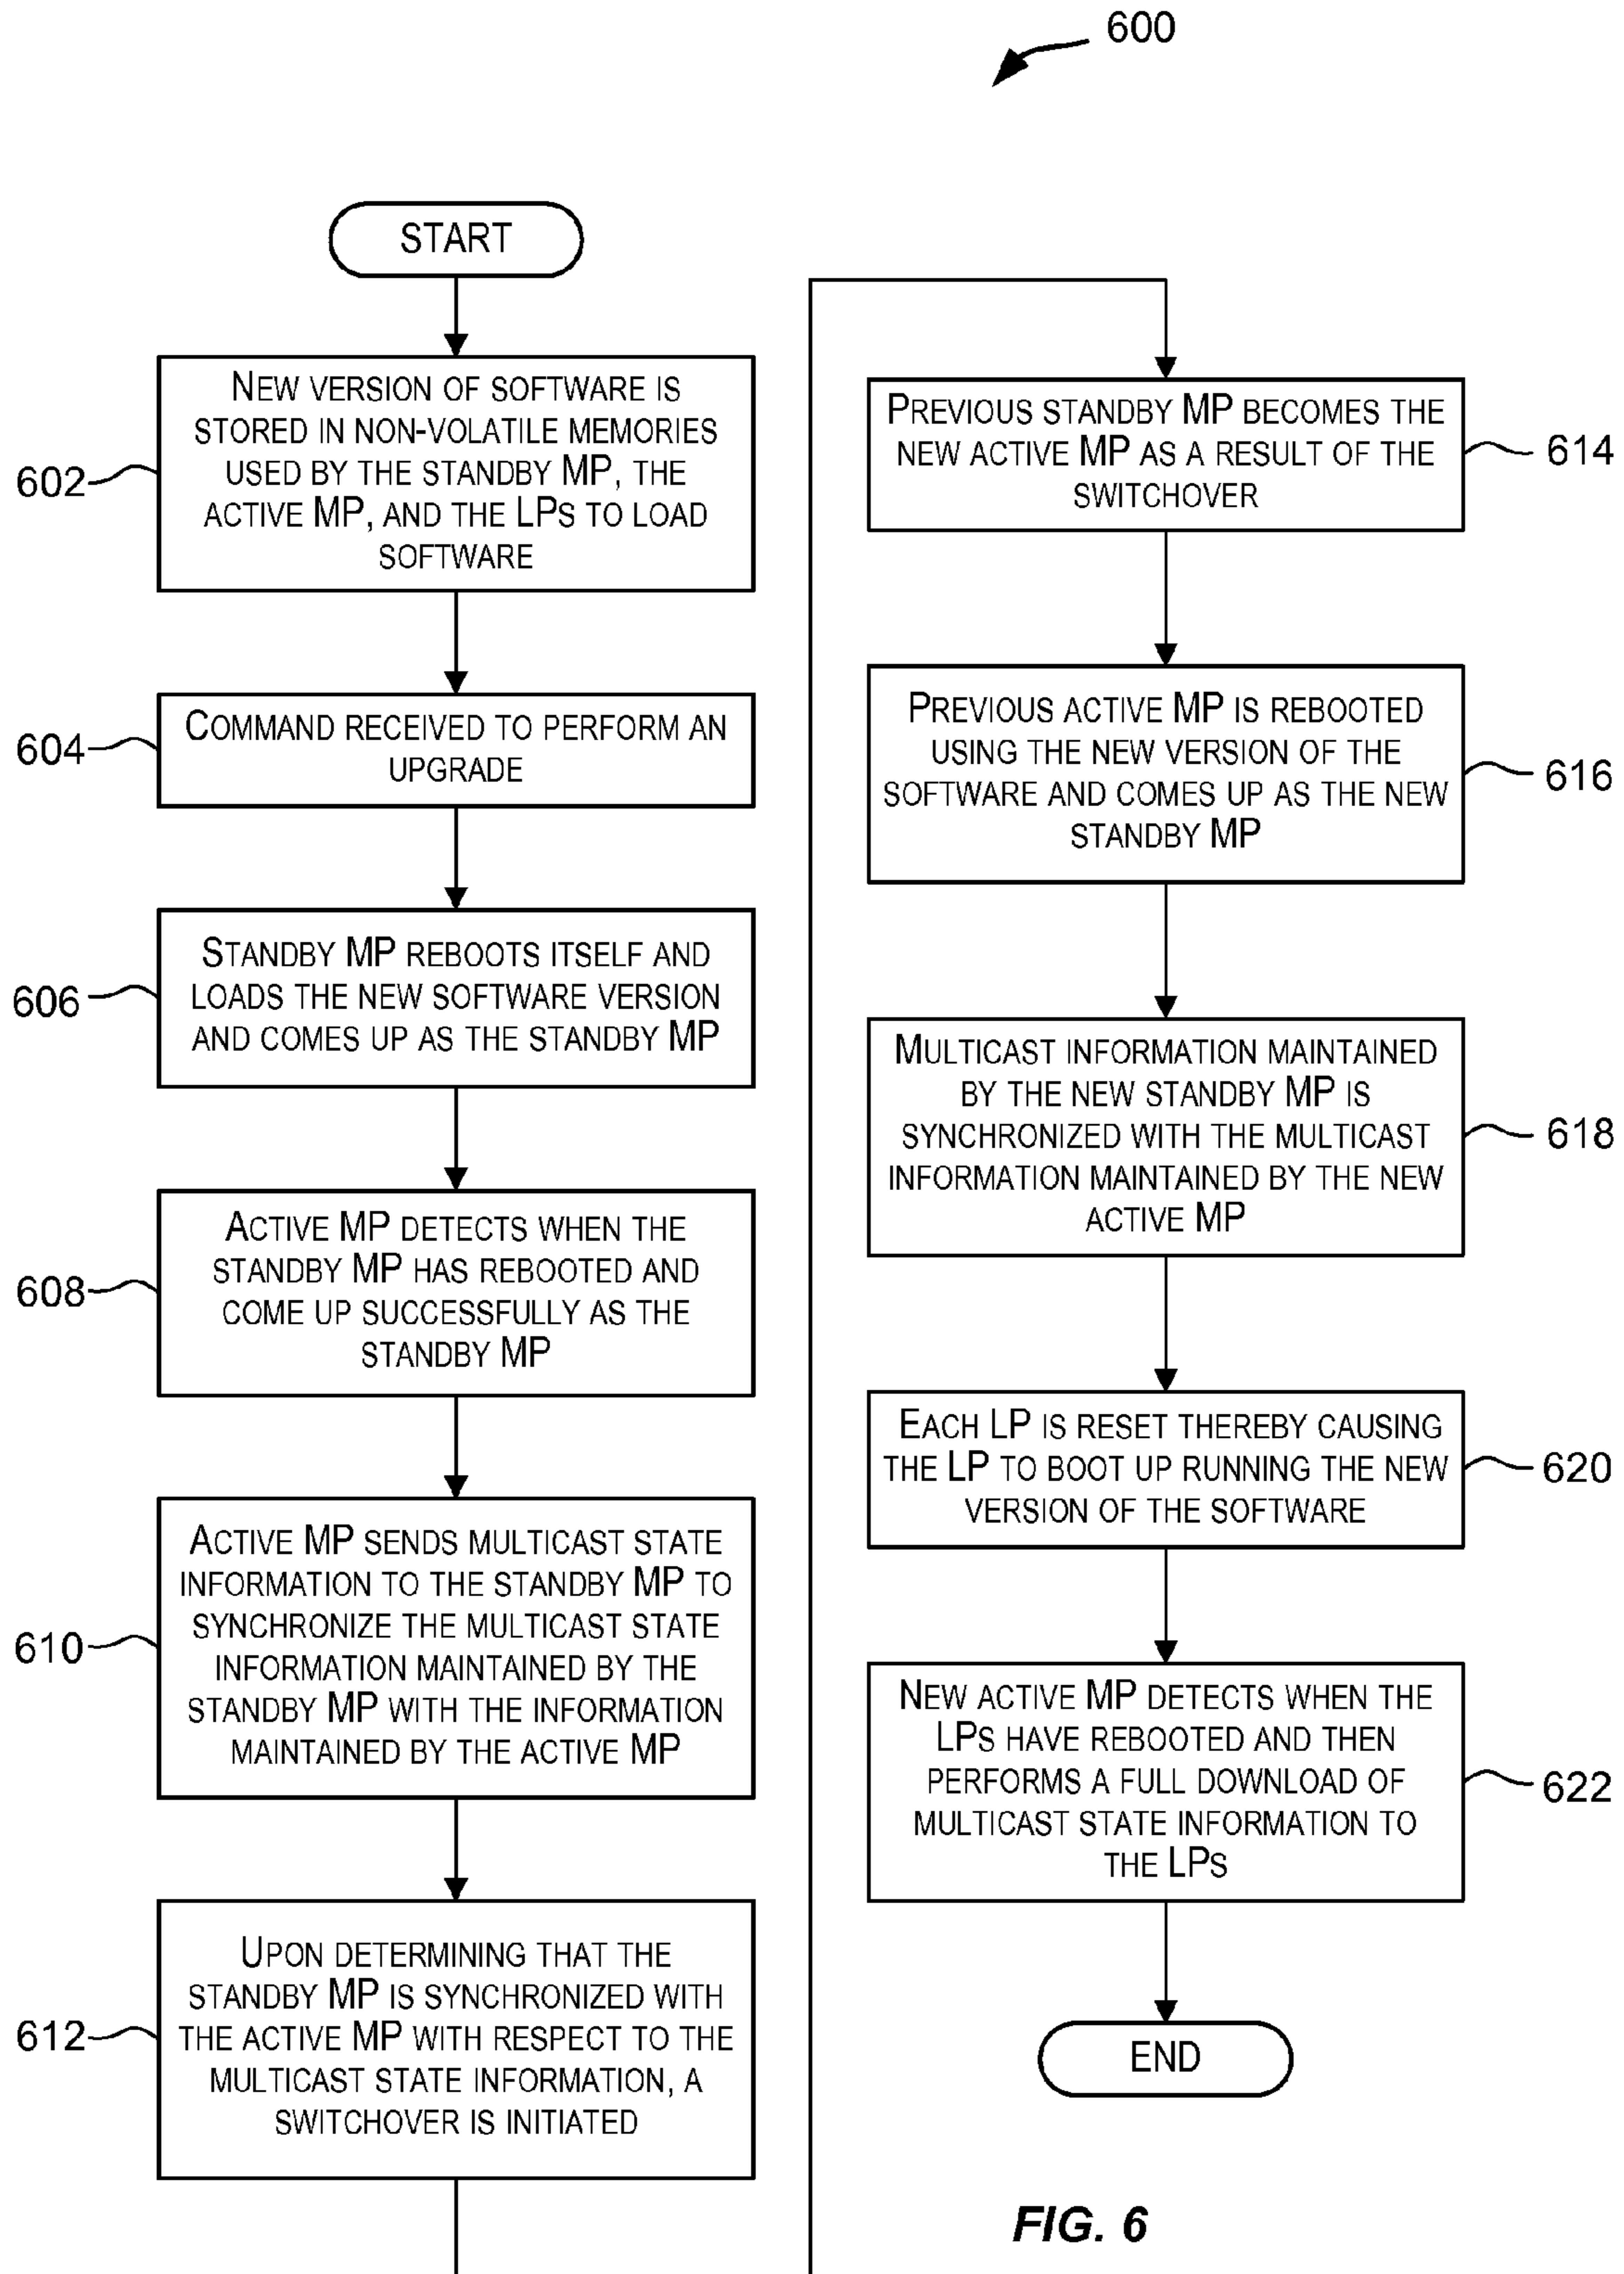 600
START
602
NEW VERSION OF SOFTWARE IS
STORED IN NON-VOLATILE MEMORIES
USED BY THE STANDBY MP, THE
ACTIVE MP, AND THE LPS TO LOAD
SOFTWARE
604
COMMAND RECEIVED TO PERFORM AN
UPGRADE
606
STANDBY MP REBOOTS ITSELF AND
LOADS THE NEW SOFTWARE VERSION
AND COMES UP AS THE STANDBY MP
608
ACTIVE MP DETECTS WHEN THE
STANDBY MP HAS REBOOTED AND
COME UP SUCCESSFULLY AS THE
STANDBY MP
610
ACTIVE MP SENDS MULTICAST STATE
INFORMATION TO THE STANDBY MP TO
SYNCHRONIZE THE MULTICAST STATE
INFORMATION MAINTAINED BY THE
STANDBY MP WITH THE INFORMATION
MAINTAINED BY THE ACTIVE MP
612
UPON DETERMINING THAT THE
STANDBY MP IS SYNCHRONIZED WITH
THE ACTIVE MP WITH RESPECT TO THE
MULTICAST STATE INFORMATION, A
SWITCHOVER IS INITIATED
PREVIOUS STANDBY MP BECOMES THE
NEW ACTIVE MP AS A RESULT OF THE
SWITCHOVER
614
PREVIOUS ACTIVE MP IS REBOOTED
USING THE NEW VERSION OF THE
SOFTWARE AND COMES UP AS THE NEW
STANDBY MP
616
MULTICAST INFORMATION MAINTAINED
BY THE NEW STANDBY MP IS
SYNCHRONIZED WITH THE MULTICAST
INFORMATION MAINTAINED BY THE NEW
ACTIVE MP
618
EACH LP IS RESET THEREBY CAUSING
THE LP TO BOOT UP RUNNING THE NEW
VERSION OF THE SOFTWARE
620
NEW ACTIVE MP DETECTS WHEN THE
LPS HAVE REBOOTED AND THEN
PERFORMS A FULL DOWNLOAD OF
MULTICAST STATE INFORMATION TO
THE LPS
622
END
FIG. 6